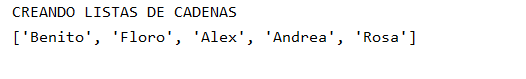 CREANDO LISTAS DE CADENAS
['Benito', 'Floro', 'Alex', 'Andrea', 'Rosa']